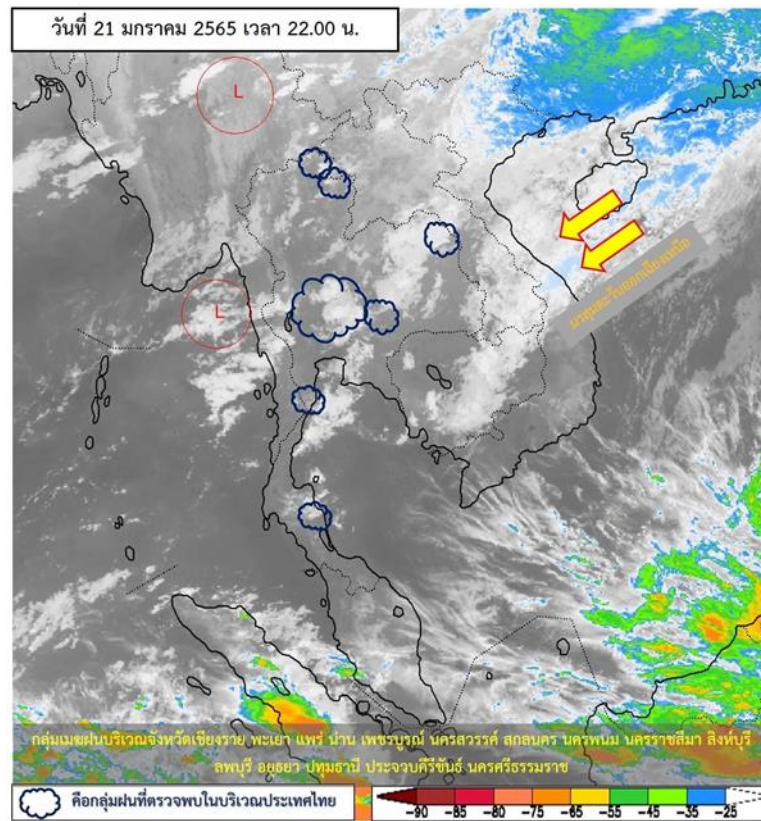 วันที่ 21 มกราคม 2565 เวลา 22.00 น.
L
L
มรสุมตะวันออกเฉียงเหนือ
กลุ่มเมฆฝนบริเวณจังหวัดเชียงราย พะเยา แพร่ น่าน เพชรบูรณ์ นครสวรรค์ สกลนคร นครพนม นครราชสีมา สิงห์บุรี
ลพบุรี อยุธยา ปทุมธานี ประจวบคีรีขันธ์ นครศรีธรรมราช
คือกลุ่มฝนที่ตรวจพบในบริเวณประเทศไทย
-90 -85 -80 -75 -65 -55 -45 -35 -25